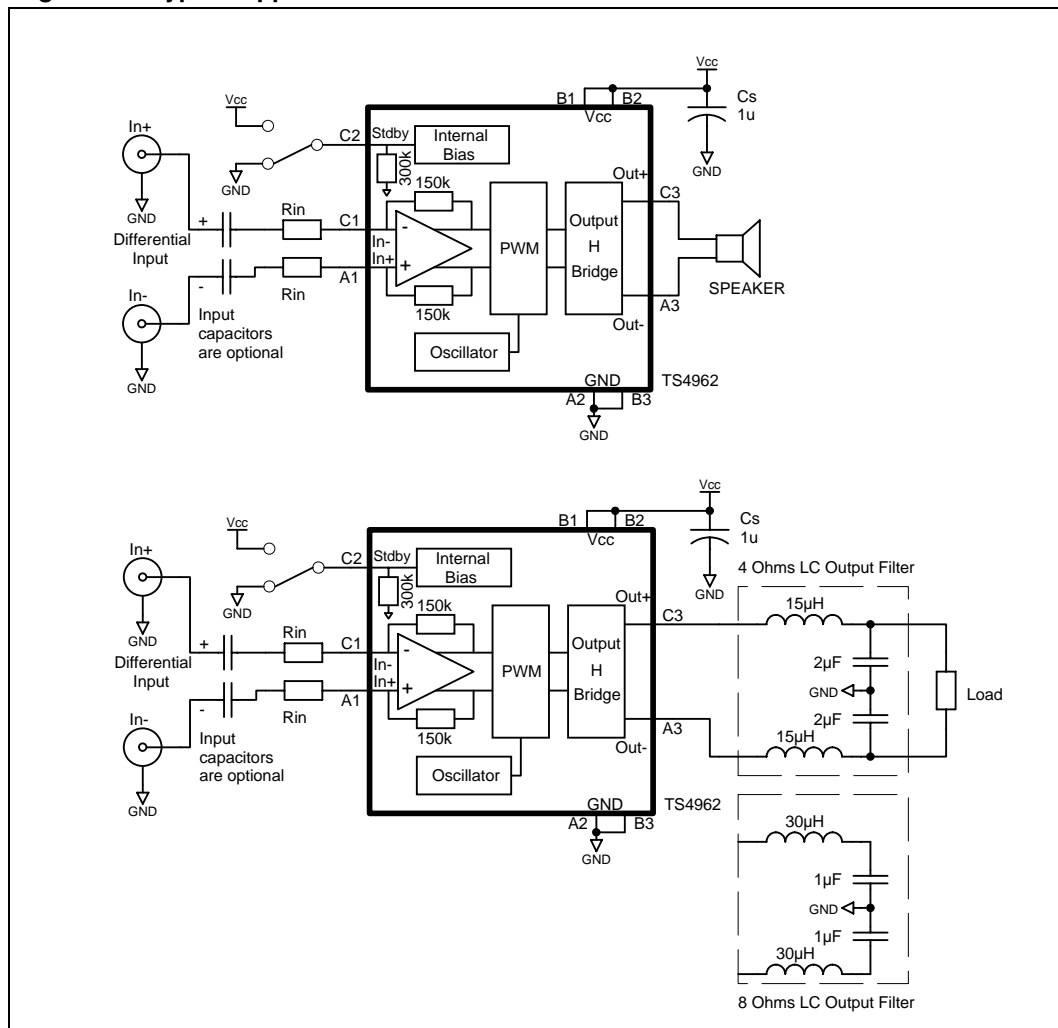 Vcc
B1
B2
Vcc
Cs
1u
GND
Vcc
In+
GND
C2
Stdby
300k
Internal
Bias
GND
150k
Out+
C3
+
Rin
C1
-
In-
In+
+
PWM
Output
H
Bridge
Differential
Input
A1
-
Rin
150k
SPEAKER
In-
GND
Input
capacitors
are optional
A3
Out-
Oscillator
GND
TS4962
A2
B3
GND
Vcc
B1
B2
Vcc
Cs
1u
GND
Vcc
In+
GND
C2
Stdby
300k
Internal
Bias
GND
4 Ohms LC Output Filter
150k
Out+
C3
15µH
+
Rin
C1
-
In-
In+
+
PWM
Output
H
Bridge
2µF
GND
2µF
Load
Differential
Input
A1
-
Rin
150k
In-
GND
Input
capacitors
are optional
A3
Out-
15µH
Oscillator
GND
TS4962
A2
B3
GND
30µH
1µF
GND
1µF
30µH
8 Ohms LC Output Filter